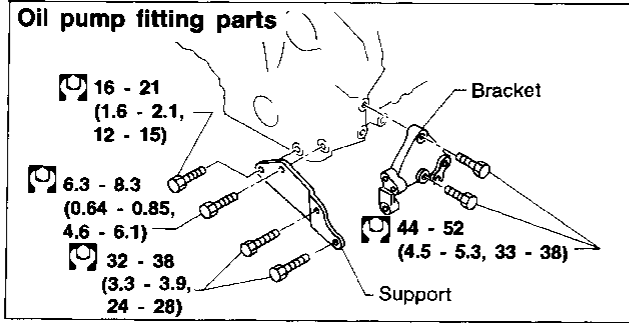 Oil pump fitting parts
16 - 21
(1.6 - 2.1,
12 - 15)
Bracket
6.3 - 8.3
(0.64 - 0.85,
4.6 - 6.1)
44 - 52
(4.5 - 5.3, 33 - 38)
32 - 38
(3.3 - 3.9,
24 - 28)
Support